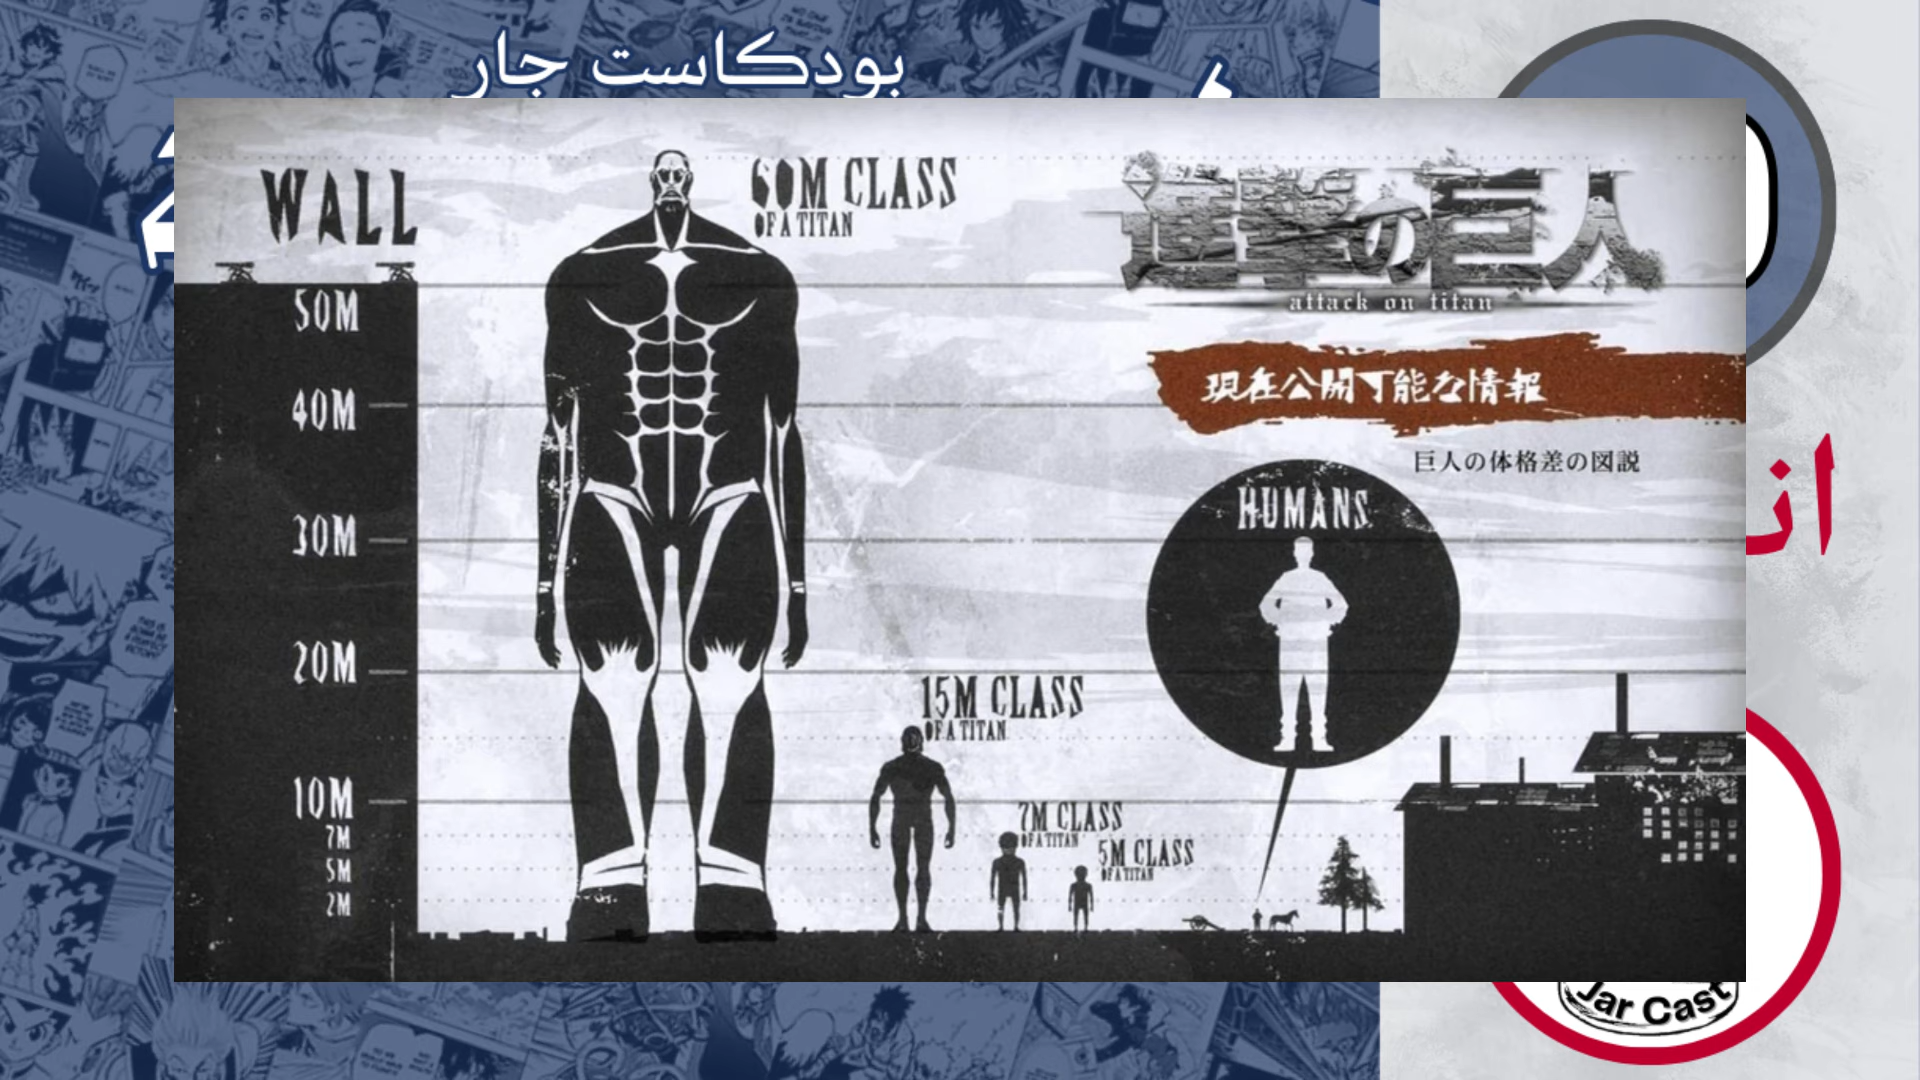 بودكاست جار
WALL
60M CLASS
OF A TITAN
進撃の巨人
attack on titan
50M
現在公開可能な情報
40M
巨人の体格差の図説
HUMANS
30M
20M
15M CLASS
OF A TITAN
10M
7M CLASS
OF A TITAN
7M
5M CLASS
OF A TITAN
5M
2M
Jar Cast